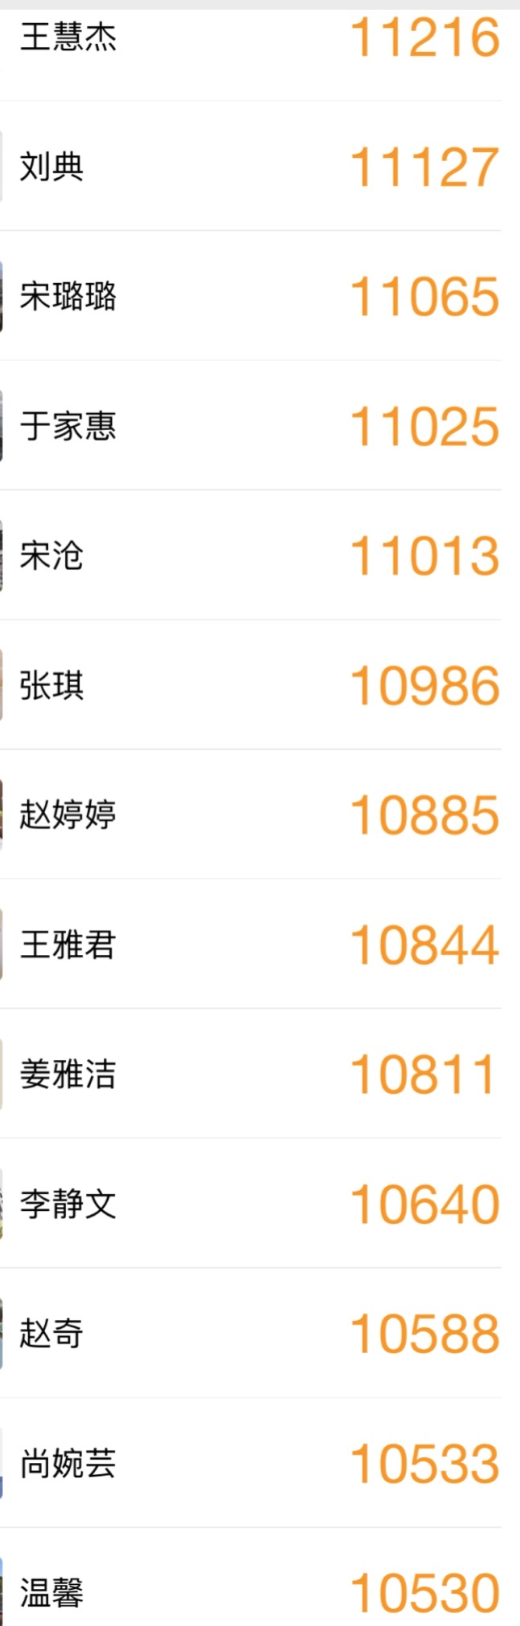 王慧杰 11216
刘典 11127
宋璐璐 11065
于家惠 11025
宋沧 11013
张琪 10986
赵婷婷 10885
王雅君 10844
姜雅洁 10811
李静文 10640
赵奇 10588
尚婉芸 10533
温馨 10530